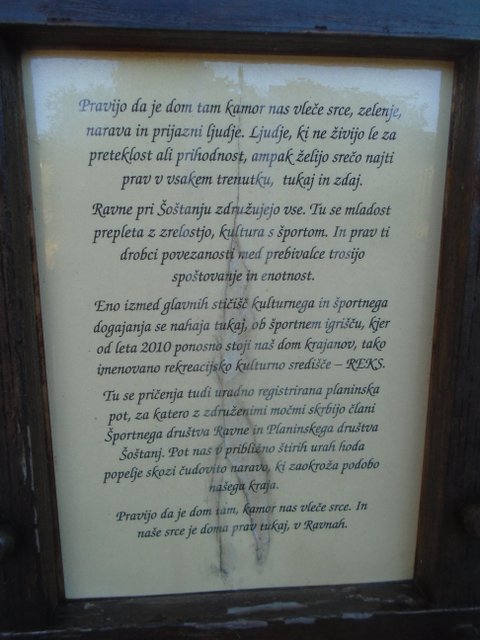 Pravijo da je dom tam kamor nas vleče srce, zelenje,
narava in prijazni ljudje. Ljudje, ki ne živijo le za
preteklost ali prihodnost, ampak želijo srečo najti
prav v vsakem trenutku, tukaj in zdaj.
Ravne pri Šoštanju združujejo vse. Tu se mladost
prepleta z zrelostjo, kultura s športom. In prav ti
drobci povezanosti med prebivalce trosijo
spoštovanje in enotnost.
Eno izmed glavnih stičišč kulturnega in športnega
dogajanja se nahaja tukaj, ob športnem igrišču, kjer
od leta 2010 ponosno stoji naš dom krajanov, tako
imenovano rekreacijsko kulturno središče – REKS.
Tu se pričenja tudi uradno registrirana planinska
pot, za katero z združenimi močmi skrbijo člani
Športnega društva Ravne in Planinskega društva
Šoštanj. Pot nas v približno štirih urah hoda
popelje skozi čudovito naravo, ki zaokroža podobo
našega kraja.
Pravijo da je dom tam, kamor nas vleče srce. In
naše srce je doma prav tukaj, v Ravnah.